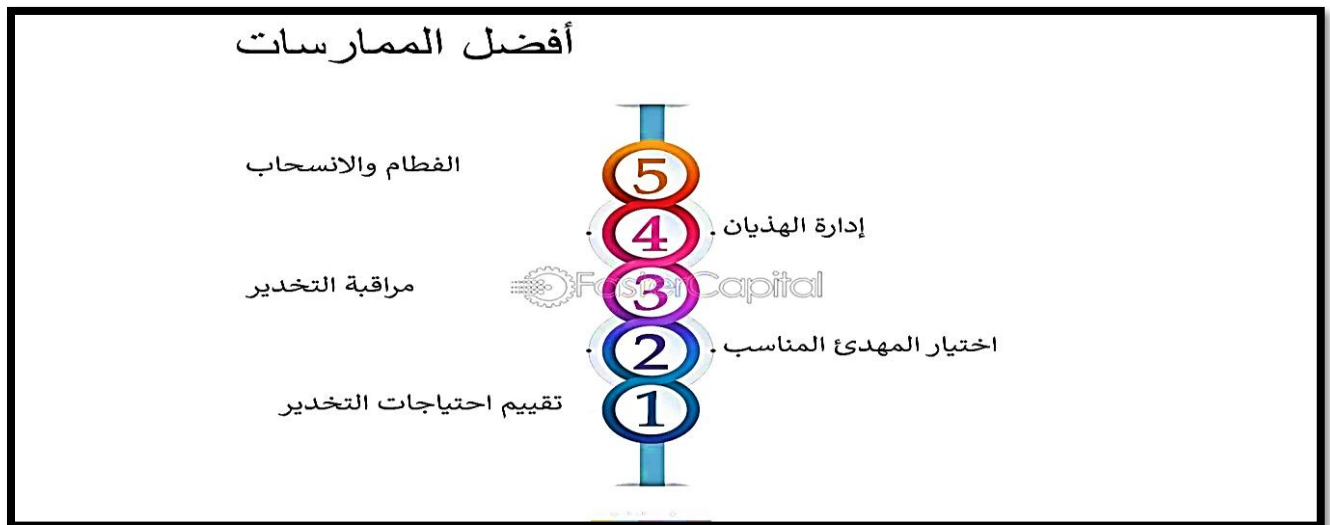 أفضل الممارسات
الفطام والانسحاب
5
4
إدارة الهذيان
مراقبة التخدير
3
FasterCapital
2
اختيار المهدئ المناسب
تقييم احتياجات التخدير
1